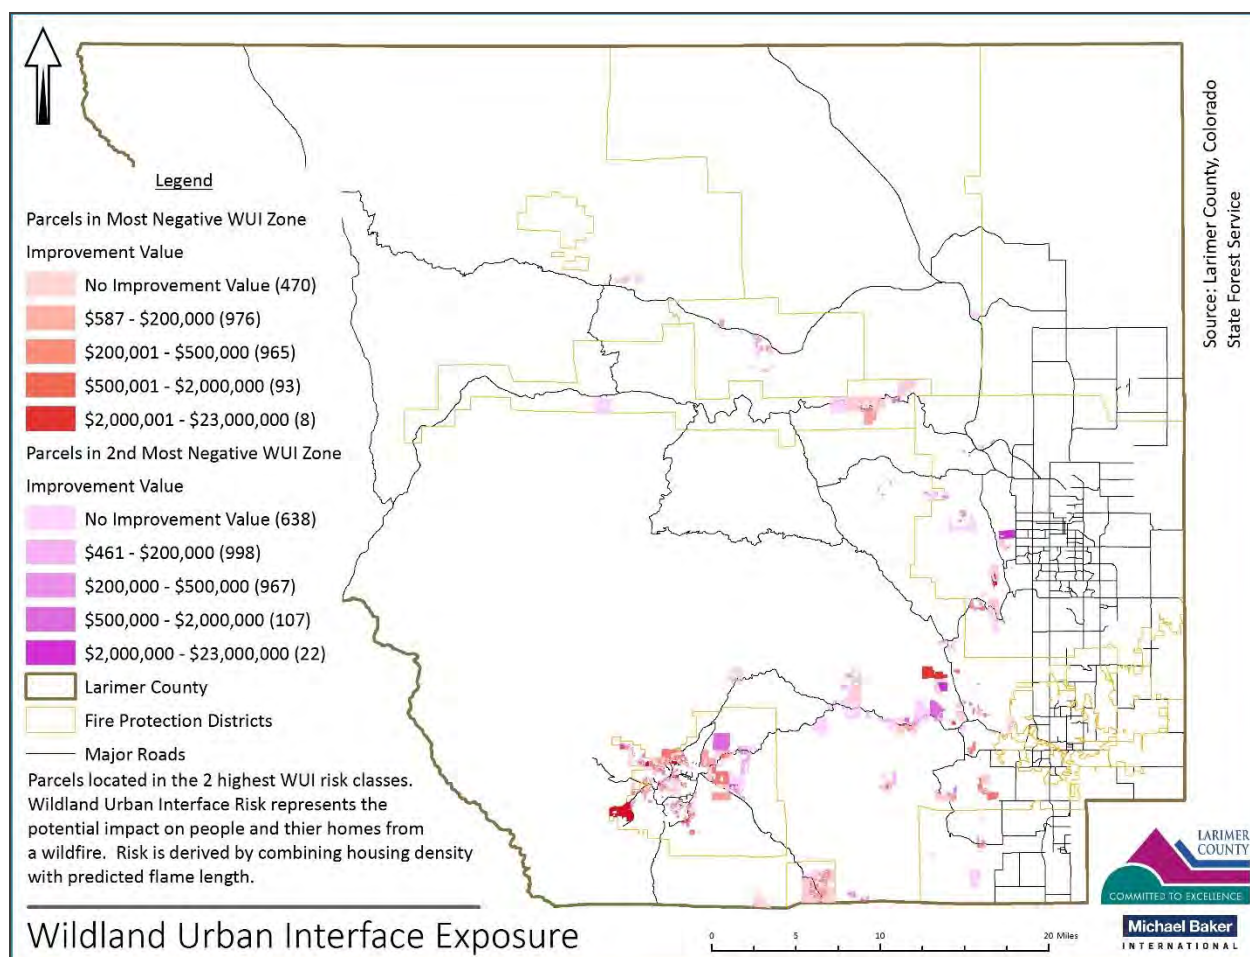 Legend
Parcels in Most Negative WUI Zone
Improvement Value
No Improvement Value (470)
$587 - $200,000 (976)
$200,001 - $500,000 (965)
$500,001 - $2,000,000 (93)
$2,000,001 - $23,000,000 (8)
Parcels in 2nd Most Negative WUI Zone
Improvement Value
No Improvement Value (638)
$461 - $200,000 (998)
$200,000 - $500,000 (967)
$500,000 - $2,000,000 (107)
$2,000,000 - $23,000,000 (22)
Larimer County
Fire Protection Districts
Major Roads
Parcels located in the 2 highest WUI risk classes.
Wildland Urban Interface Risk represents the
potential impact on people and thier homes from
a wildfire. Risk is derived by combining housing density
with predicted flame length.
Wildland Urban Interface Exposure
0 5 10 20 Miles
Source: Larimer County, Colorado
State Forest Service
LARIMER
COUNTY
COMMITTED TO EXCELLENCE
Michael Baker
INTERNATIONAL